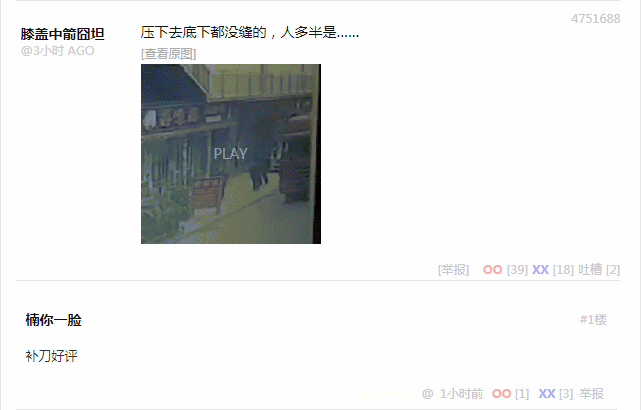 膝盖中箭囧坦
4751688
@3小时 AGO
压下去底下都没缝的，人多半是......
[查看原图]
PLAY
[举报] OO [39] XX [18] 吐槽 [2]
楠你一脸
#1楼
补刀好评
@ 1小时前 OO [1] XX [3] 举报